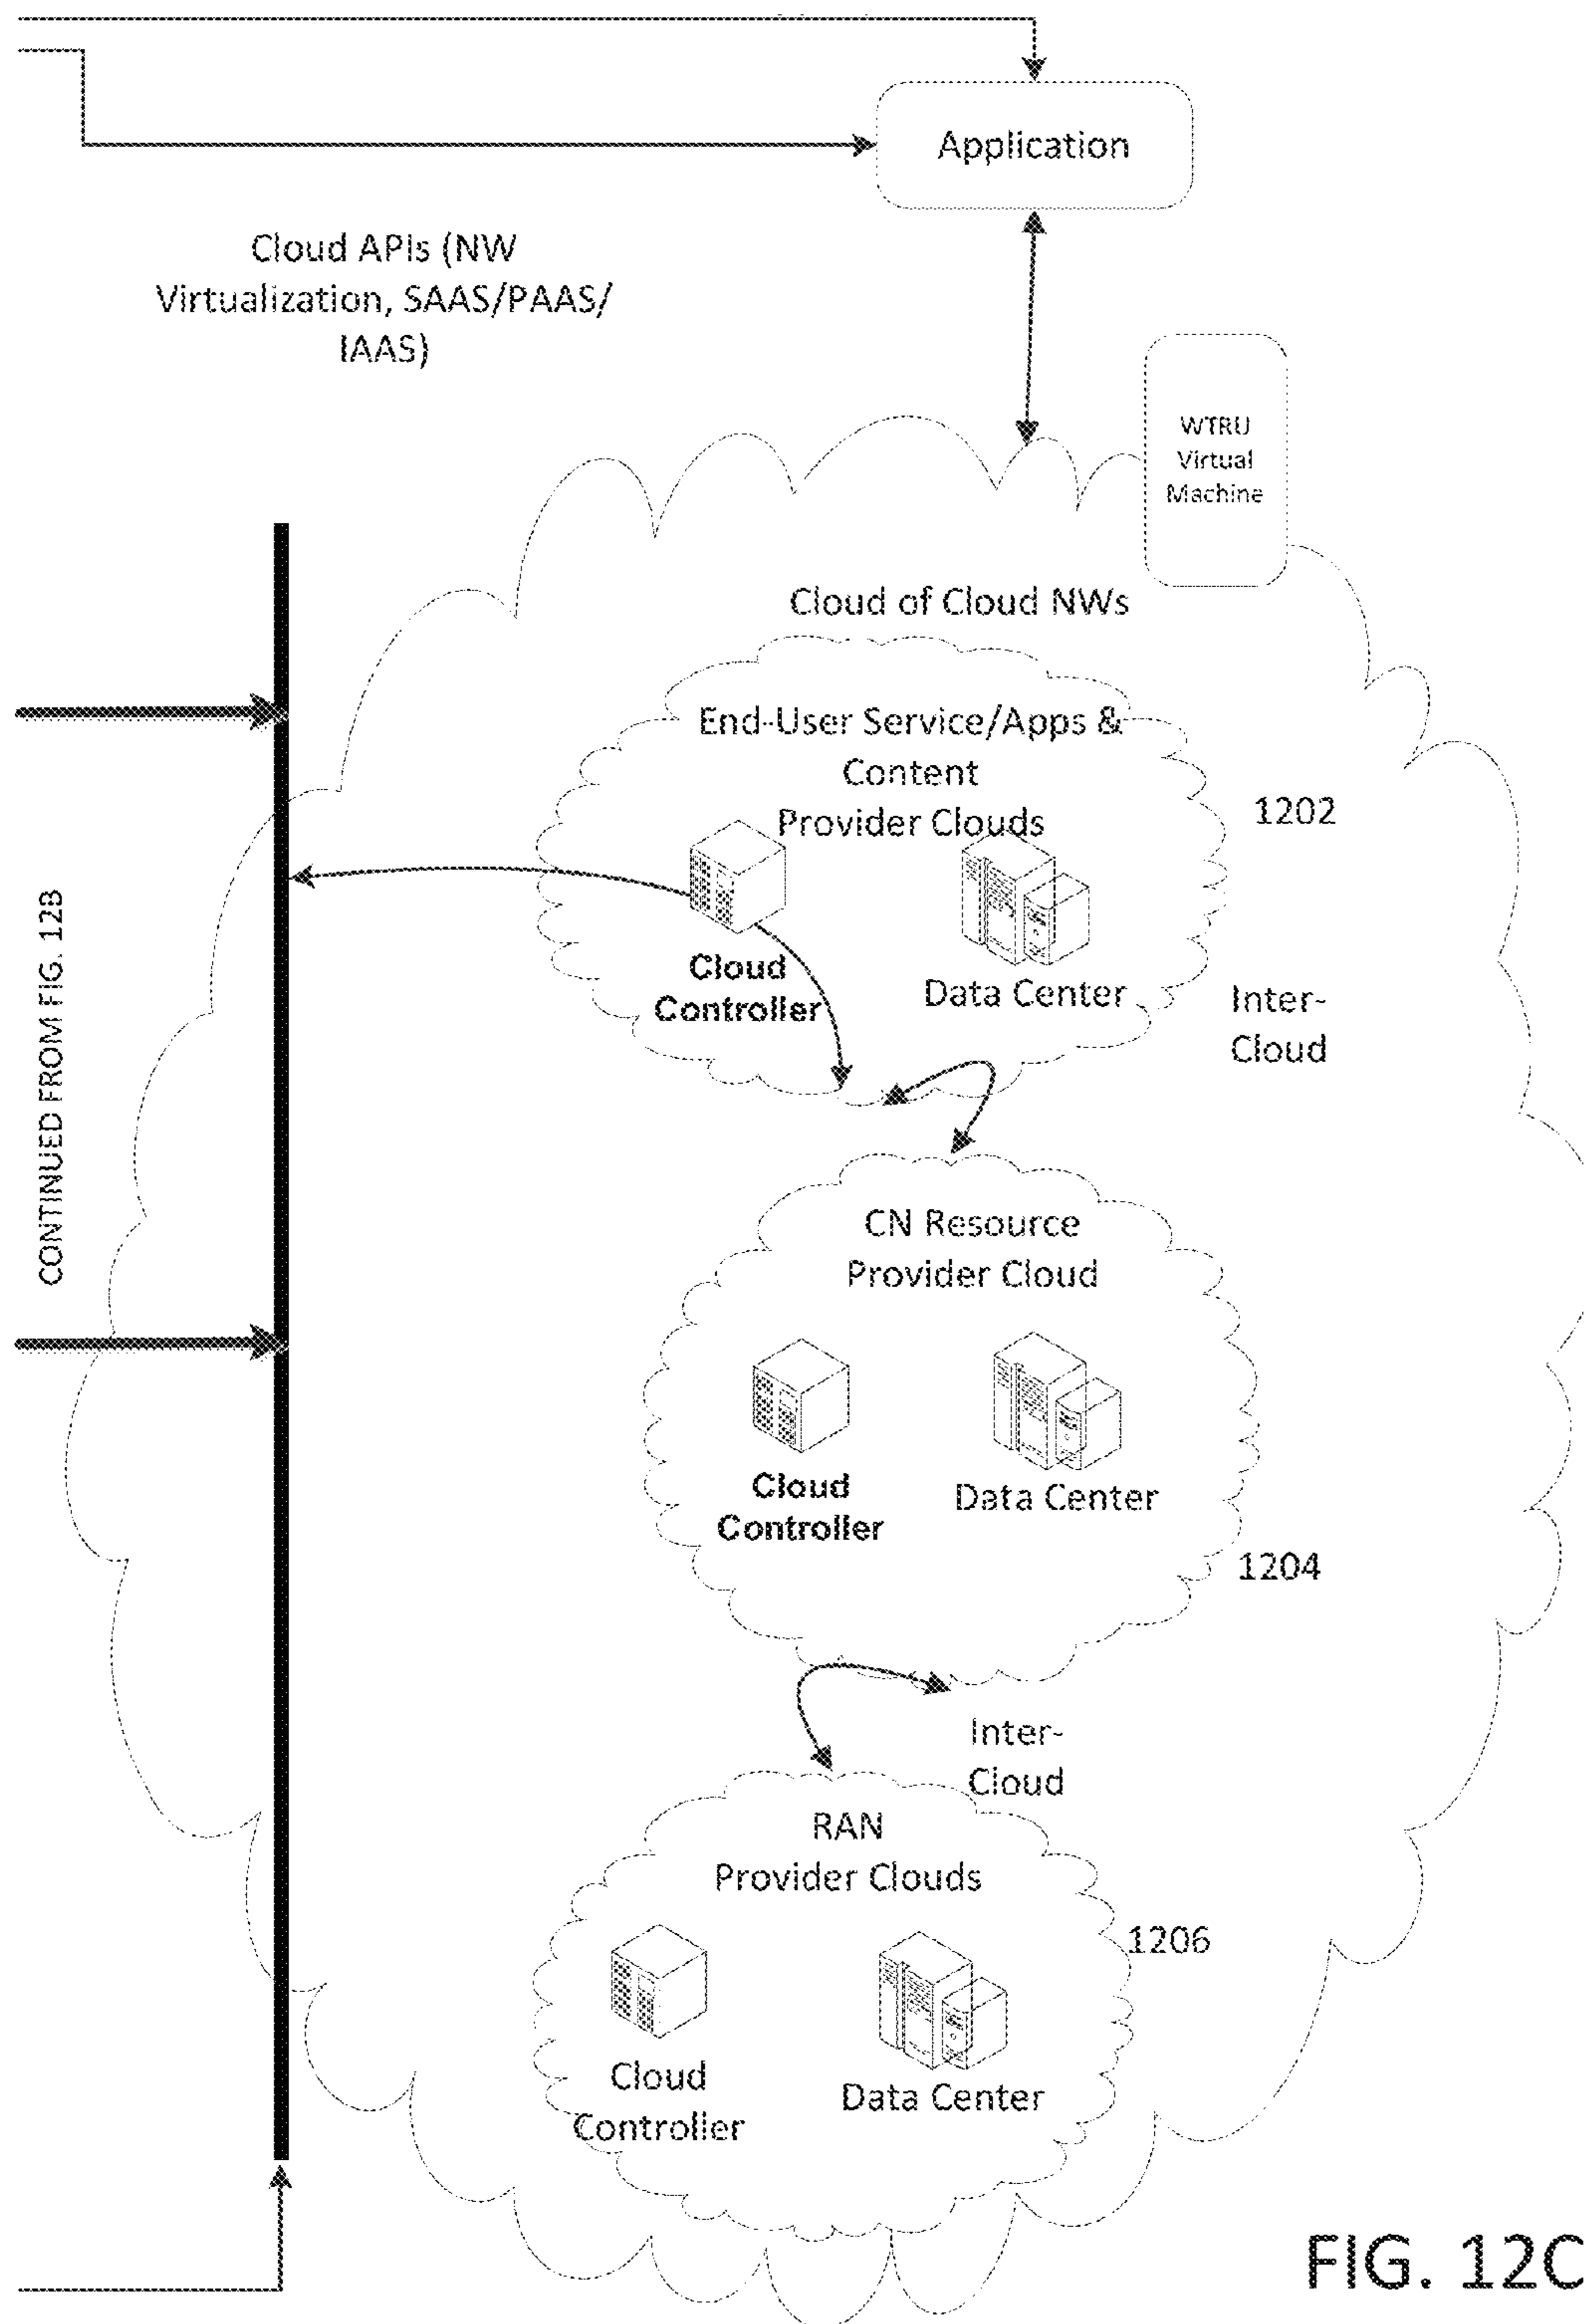 Application
Cloud APIs (NW
Virtualization, SAAS/PAAS/
IAAS)
WTRU
Virtual
Machine
Cloud of Cloud NWs
End-User Service/Apps &
Content
Provider Clouds
1202
CONTINUED FROM FIG. 12B
Cloud
Controller
Data Center
Inter-
Cloud
CN Resource
Provider Cloud
Cloud
Controller
Data Center
1204
Inter-
Cloud
RAN
Provider Clouds
1206
Cloud
Controller
Data Center
FIG. 12C